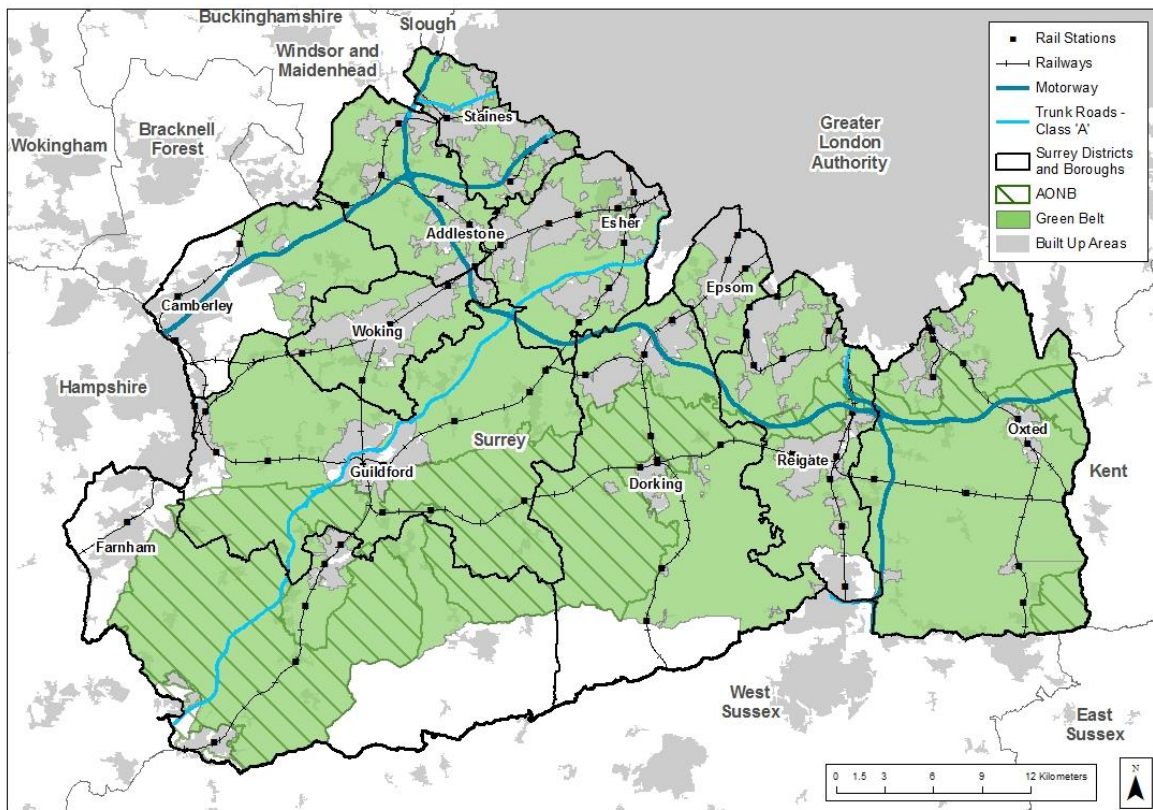 Buckinghamshire
Slough
Windsor and
Maidenhead
Bracknell
Forest
Wokingham
Staines
Greater
London
Authority
Addlestone
Esher
Camberley
Epsom
Woking
Hampshire
Surrey
Guildford
Reigate
Oxted
Dorking
Kent
Farnham
West
Sussex
East
Sussex
Rail Stations
Railways
Motorway
Trunk Roads -
Class 'A'
Surrey Districts
and Boroughs
AONB
Green Belt
Built Up Areas
0 1.5 3 6 9 12 Kilometers
N